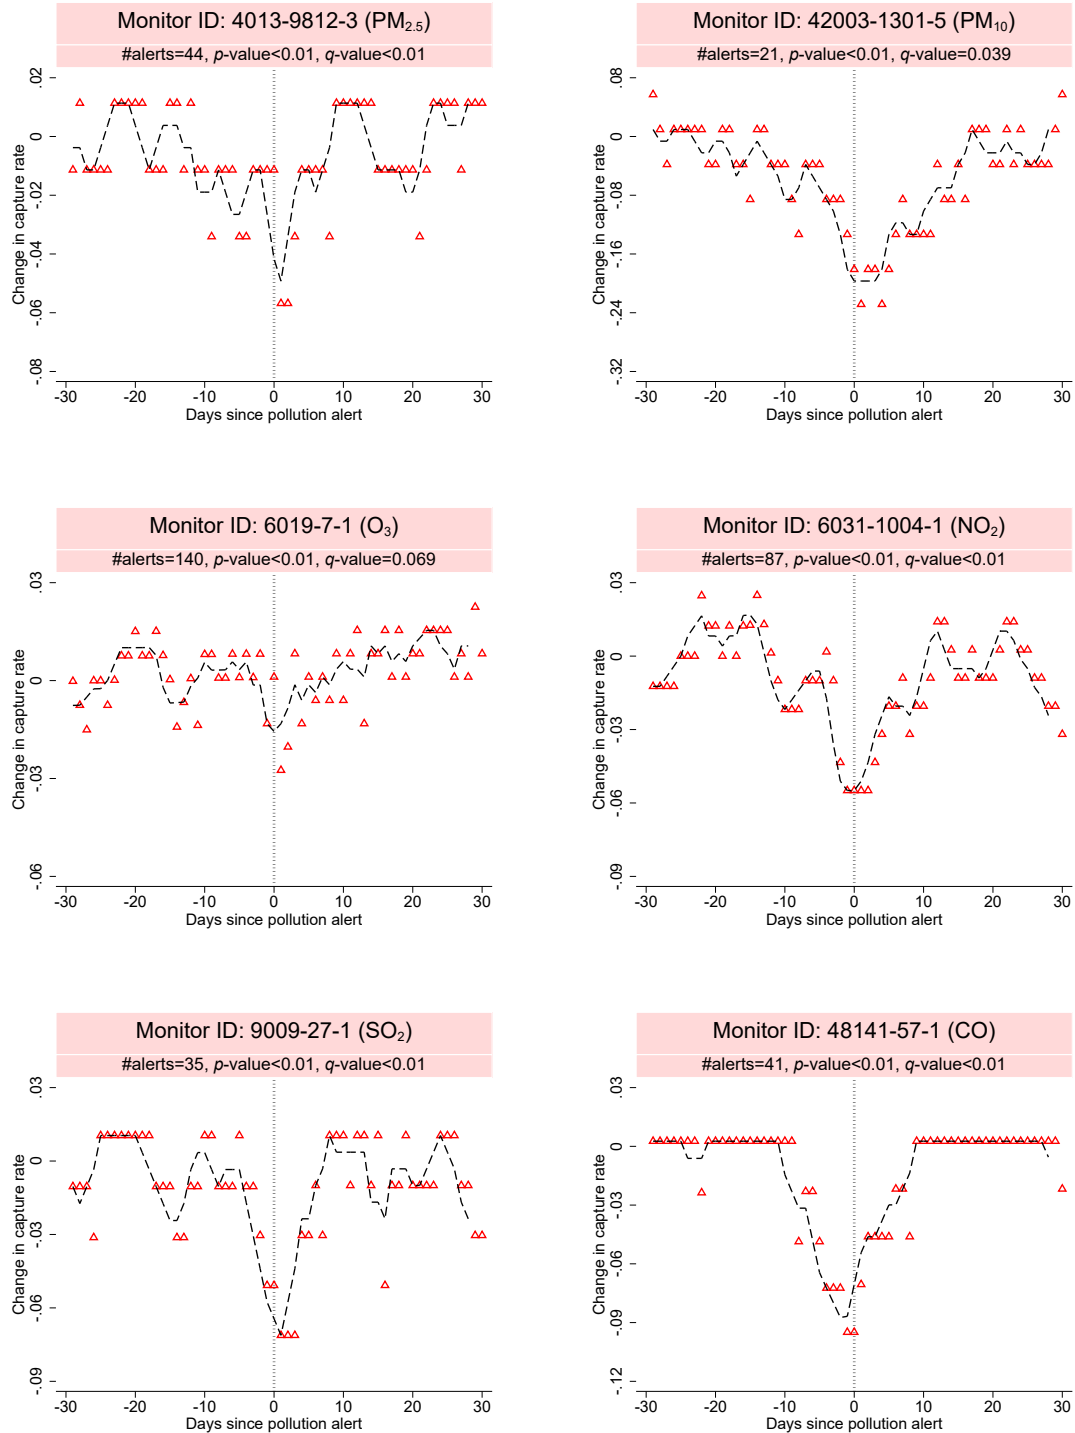 Monitor ID: 4013-9812-3 (PM2.5)
#alerts=44, p-value<0.01, q-value<0.01
Change in capture rate
.02
0
-.02
-.04
-.06
-.08
-30 -20 -10 0 10 20 30
Days since pollution alert
Monitor ID: 42003-1301-5 (PM10)
#alerts=21, p-value<0.01, q-value=0.039
Change in capture rate
.08
0
-.08
-.16
-.24
-.32
-30 -20 -10 0 10 20 30
Days since pollution alert
Monitor ID: 6019-7-1 (O3)
#alerts=140, p-value<0.01, q-value=0.069
Change in capture rate
.03
0
-.03
-.06
-30 -20 -10 0 10 20 30
Days since pollution alert
Monitor ID: 6031-1004-1 (NO2)
#alerts=87, p-value<0.01, q-value<0.01
Change in capture rate
.03
0
-.03
-.06
-.09
-30 -20 -10 0 10 20 30
Days since pollution alert
Monitor ID: 9009-27-1 (SO2)
#alerts=35, p-value<0.01, q-value<0.01
Change in capture rate
.03
0
-.03
-.06
-.09
-30 -20 -10 0 10 20 30
Days since pollution alert
Monitor ID: 48141-57-1 (CO)
#alerts=41, p-value<0.01, q-value<0.01
Change in capture rate
.03
0
-.03
-.06
-.09
-.12
-30 -20 -10 0 10 20 30
Days since pollution alert